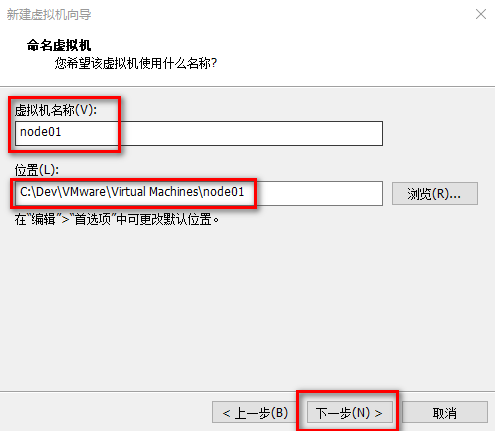 新建虚拟机向导
命名虚拟机
您希望该虚拟机使用什么名称?
虚拟机名称(V):
node01
位置(L):
C:\Dev\VMware\Virtual Machines\node01
浏览(R)...
在"编辑">"首选项"中可更改默认位置。
< 上一步(B) 下一步(N) > 取消